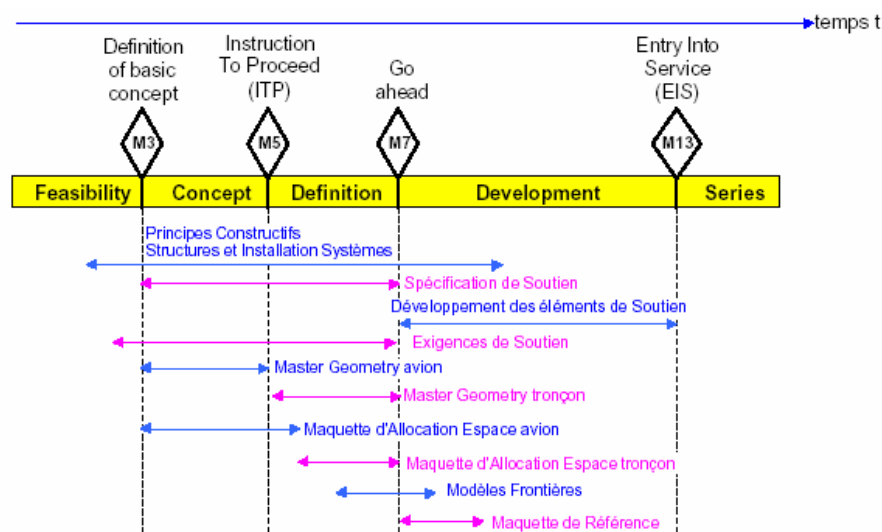 temps t
Definition
of basic
concept
Instruction
To Proceed
(ITP)
Go
ahead
Entry Into
Service
(EIS)
M3
M5
M7
M13
Feasibility
Concept
Definition
Development
Series
Principes Constructifs
Structures et Installation Systèmes
Spécification de Soutien
Développement des éléments de Soutien
Exigences de Soutien
Master Geometry avion
Master Geometry tronçon
Maquette d'Allocation Espace avion
Maquette d'Allocation Espace tronçon
Modèles Frontières
Maquette de Référence